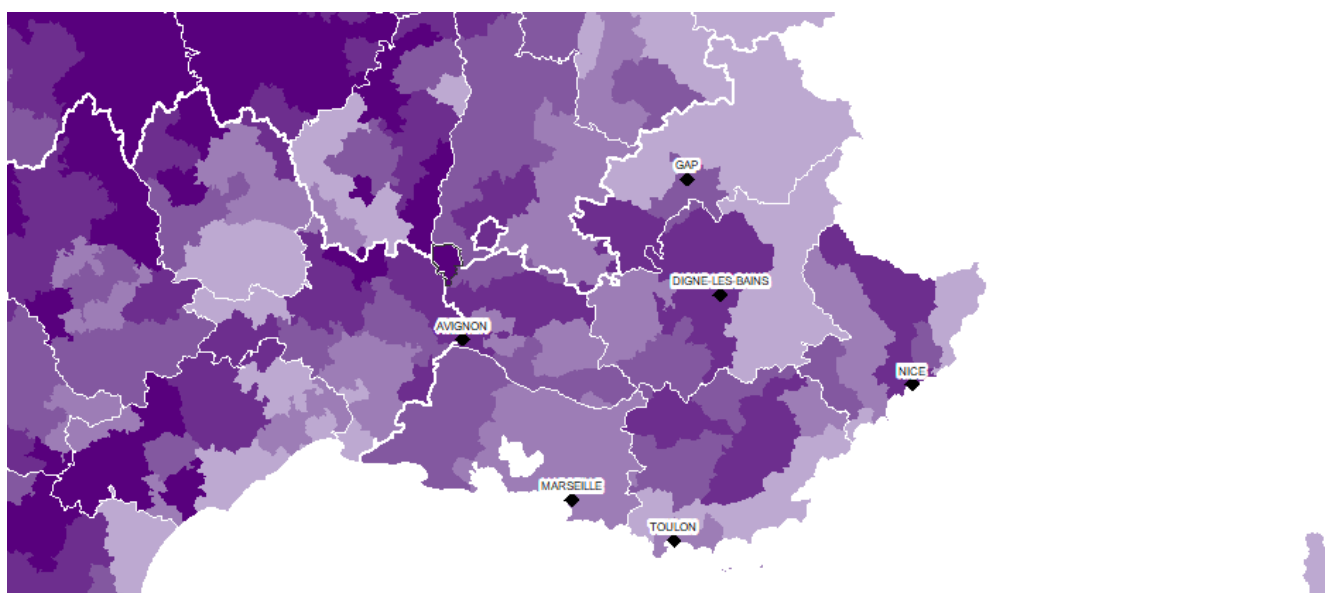 GAP
DIGNE-LES-BAINS
AVIGNON
NICE
MARSEILLE
TOULON